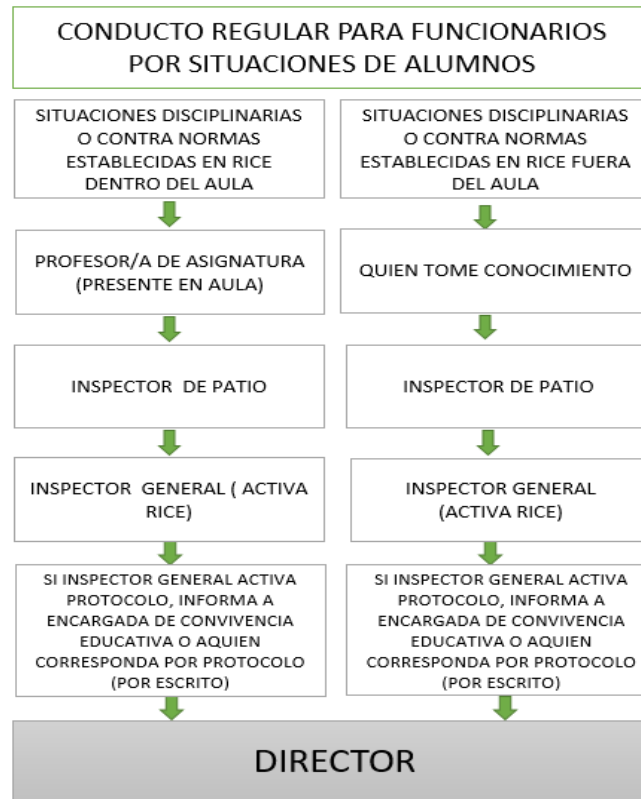 CONDUCTO REGULAR PARA FUNCIONARIOS
POR SITUACIONES DE ALUMNOS
SITUACIONES DISCIPLINARIAS
O CONTRA NORMAS
ESTABLECIDAS EN RICE
DENTRO DEL AULA
PROFESOR/A DE ASIGNATURA
(PRESENTE EN AULA)
INSPECTOR DE PATIO
INSPECTOR GENERAL ( ACTIVA
RICE)
SI INSPECTOR GENERAL ACTIVA
PROTOCOLO, INFORMA A
ENCARGADA DE CONVIVENCIA
EDUCATIVA O AQUIEN
CORRESPONDA POR PROTOCOLO
(POR ESCRITO)
SITUACIONES DISCIPLINARIAS
O CONTRA NORMAS
ESTABLECIDAS EN RICE FUERA
DEL AULA
QUIEN TOME CONOCIMIENTO
INSPECTOR DE PATIO
INSPECTOR GENERAL
(ACTIVA RICE)
SI INSPECTOR GENERAL ACTIVA
PROTOCOLO, INFORMA A
ENCARGADA DE CONVIVENCIA
EDUCATIVA O AQUIEN
CORRESPONDA POR PROTOCOLO
(POR ESCRITO)
DIRECTOR